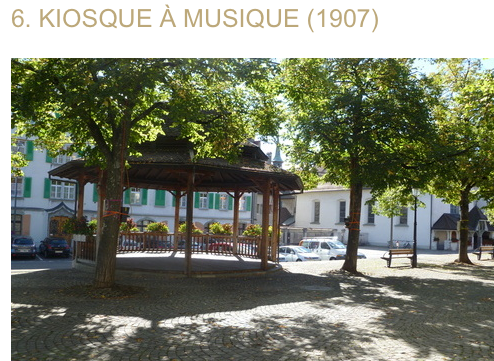 6. KIOSQUE À MUSIQUE (1907)